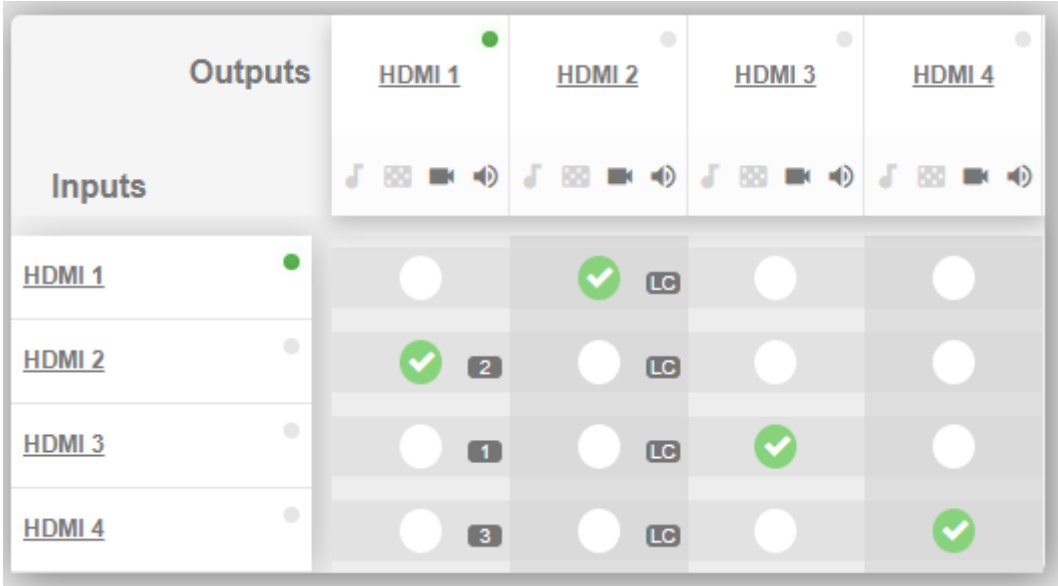 Outputs HDMI 1 HDMI 2 HDMI 3 HDMI 4
Inputs
HDMI 1 LC
HDMI 2 2 LC
HDMI 3 1 LC
HDMI 4 3 LC